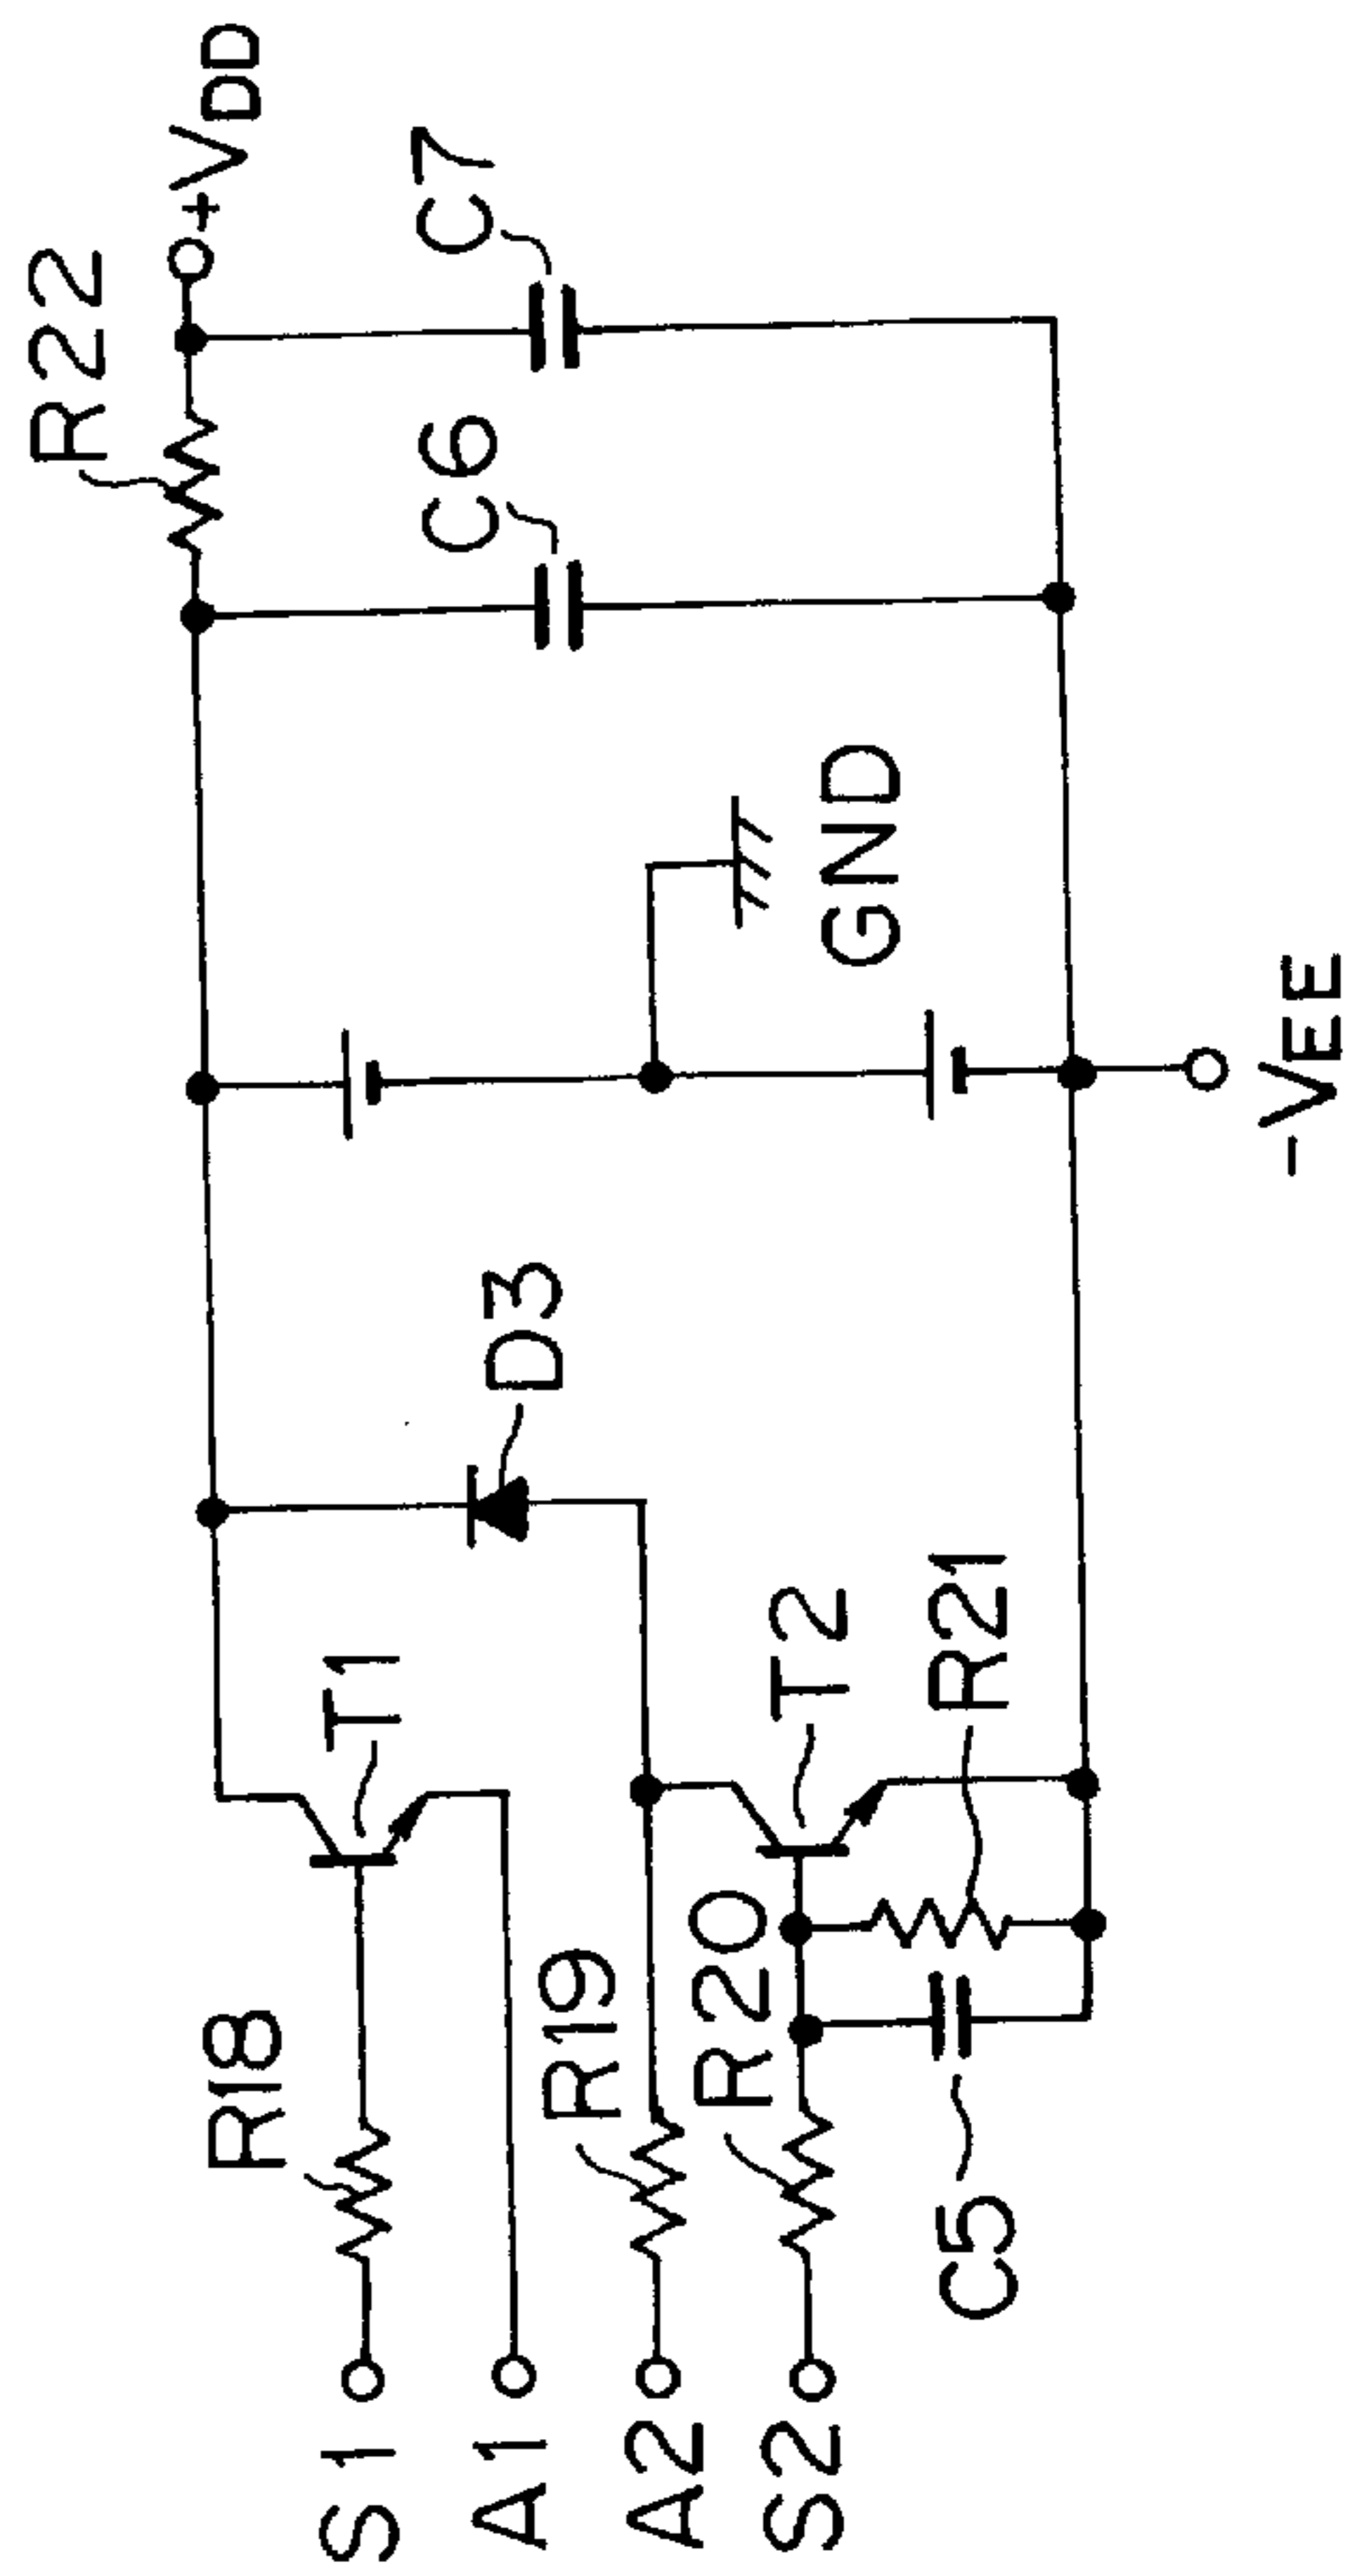 R22
+VDD
C6
C7
GND
D3
T1
R18
S1
A1
R19
T2
A2
R20
R21
S2
C5
-VEE